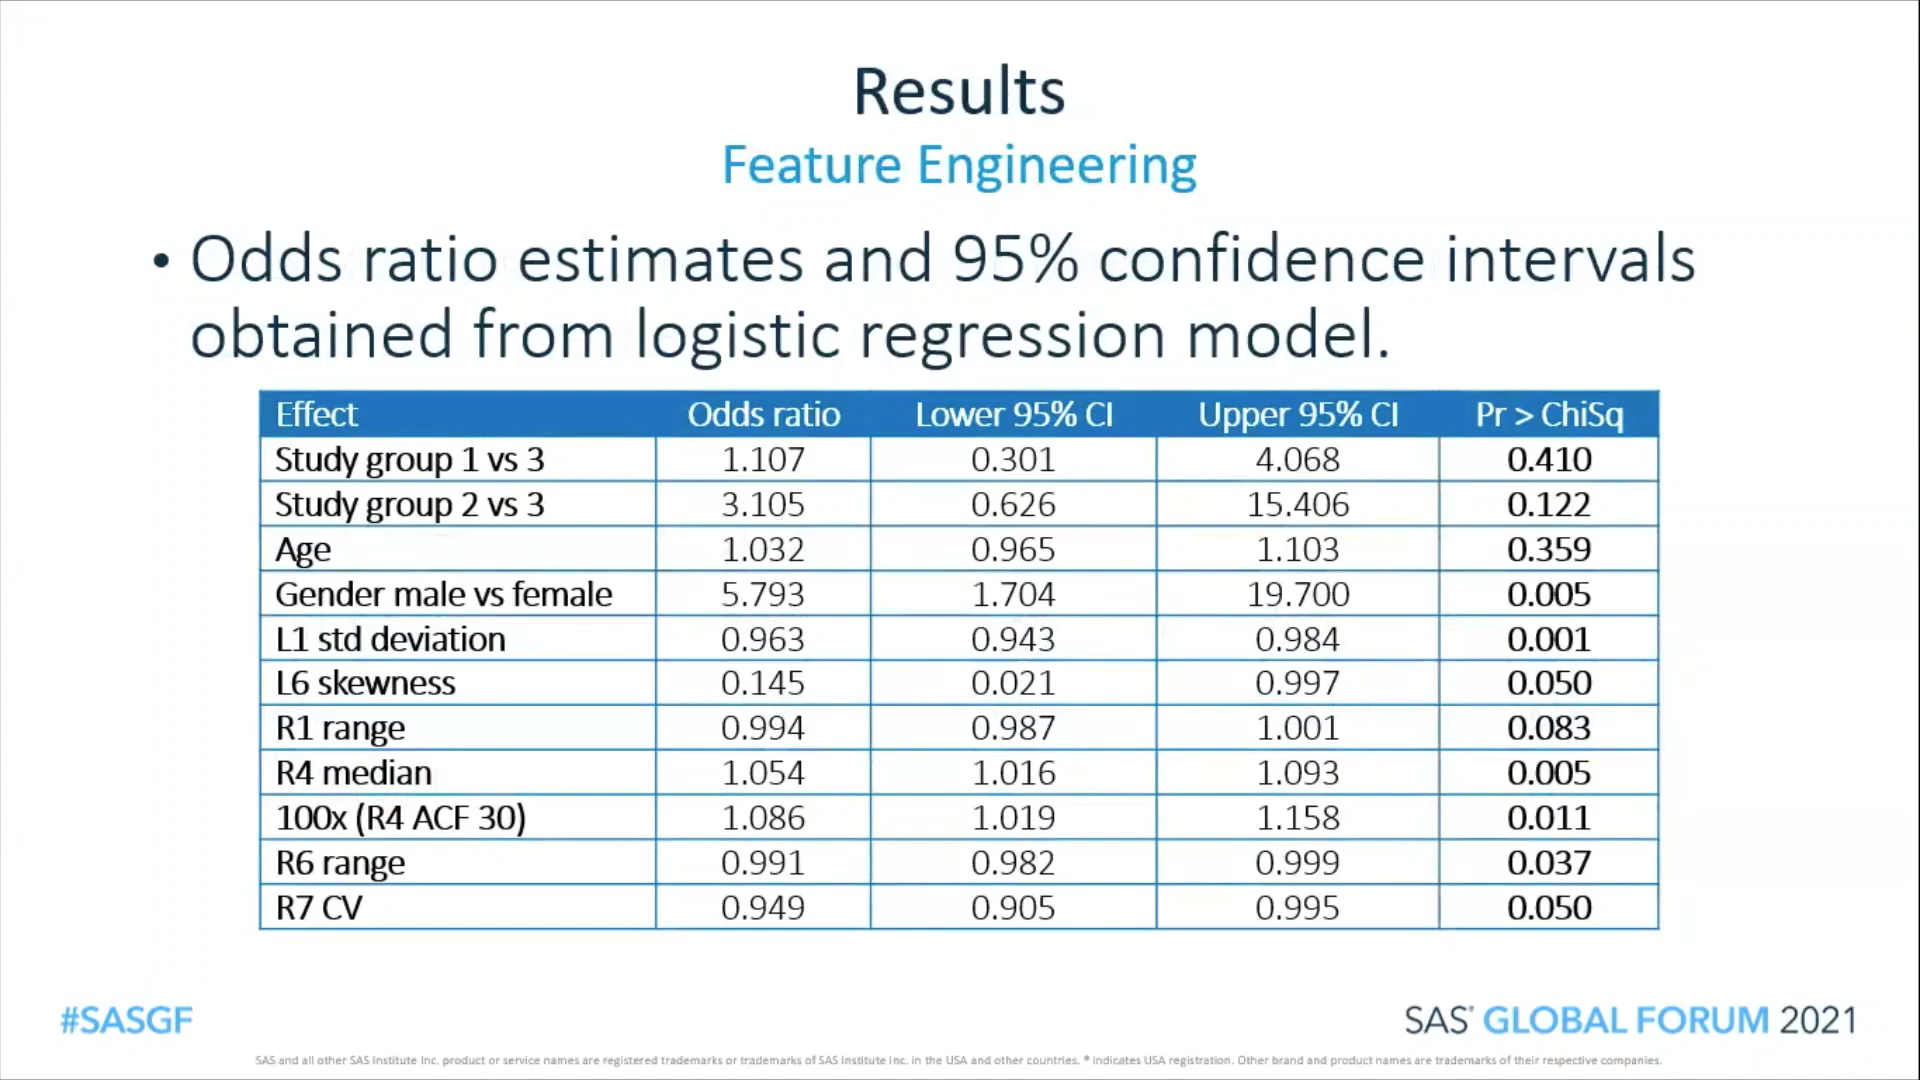 Results
Feature Engineering
• Odds ratio estimates and 95% confidence intervals
obtained from logistic regression model.
Effect Odds ratio Lower 95% CI Upper 95% CI Pr > ChiSq
Study group 1 vs 3 1.107 0.301 4.068 0.410
Study group 2 vs 3 3.105 0.626 15.406 0.122
Age 1.032 0.965 1.103 0.359
Gender male vs female 5.793 1.704 19.700 0.005
L1 std deviation 0.963 0.943 0.984 0.001
L6 skewness 0.145 0.021 0.997 0.050
R1 range 0.994 0.987 1.001 0.083
R4 median 1.054 1.016 1.093 0.005
100x (R4 ACF 30) 1.086 1.019 1.158 0.011
R6 range 0.991 0.982 0.999 0.037
R7 CV 0.949 0.905 0.995 0.050
#SASGF
SAS® GLOBAL FORUM 2021
SAS and all other SAS Institute Inc. product or service names are registered trademarks or trademarks of SAS Institute Inc. in the USA and other countries. ® indicates USA registration. Other brand and product names are trademarks of their respective companies.